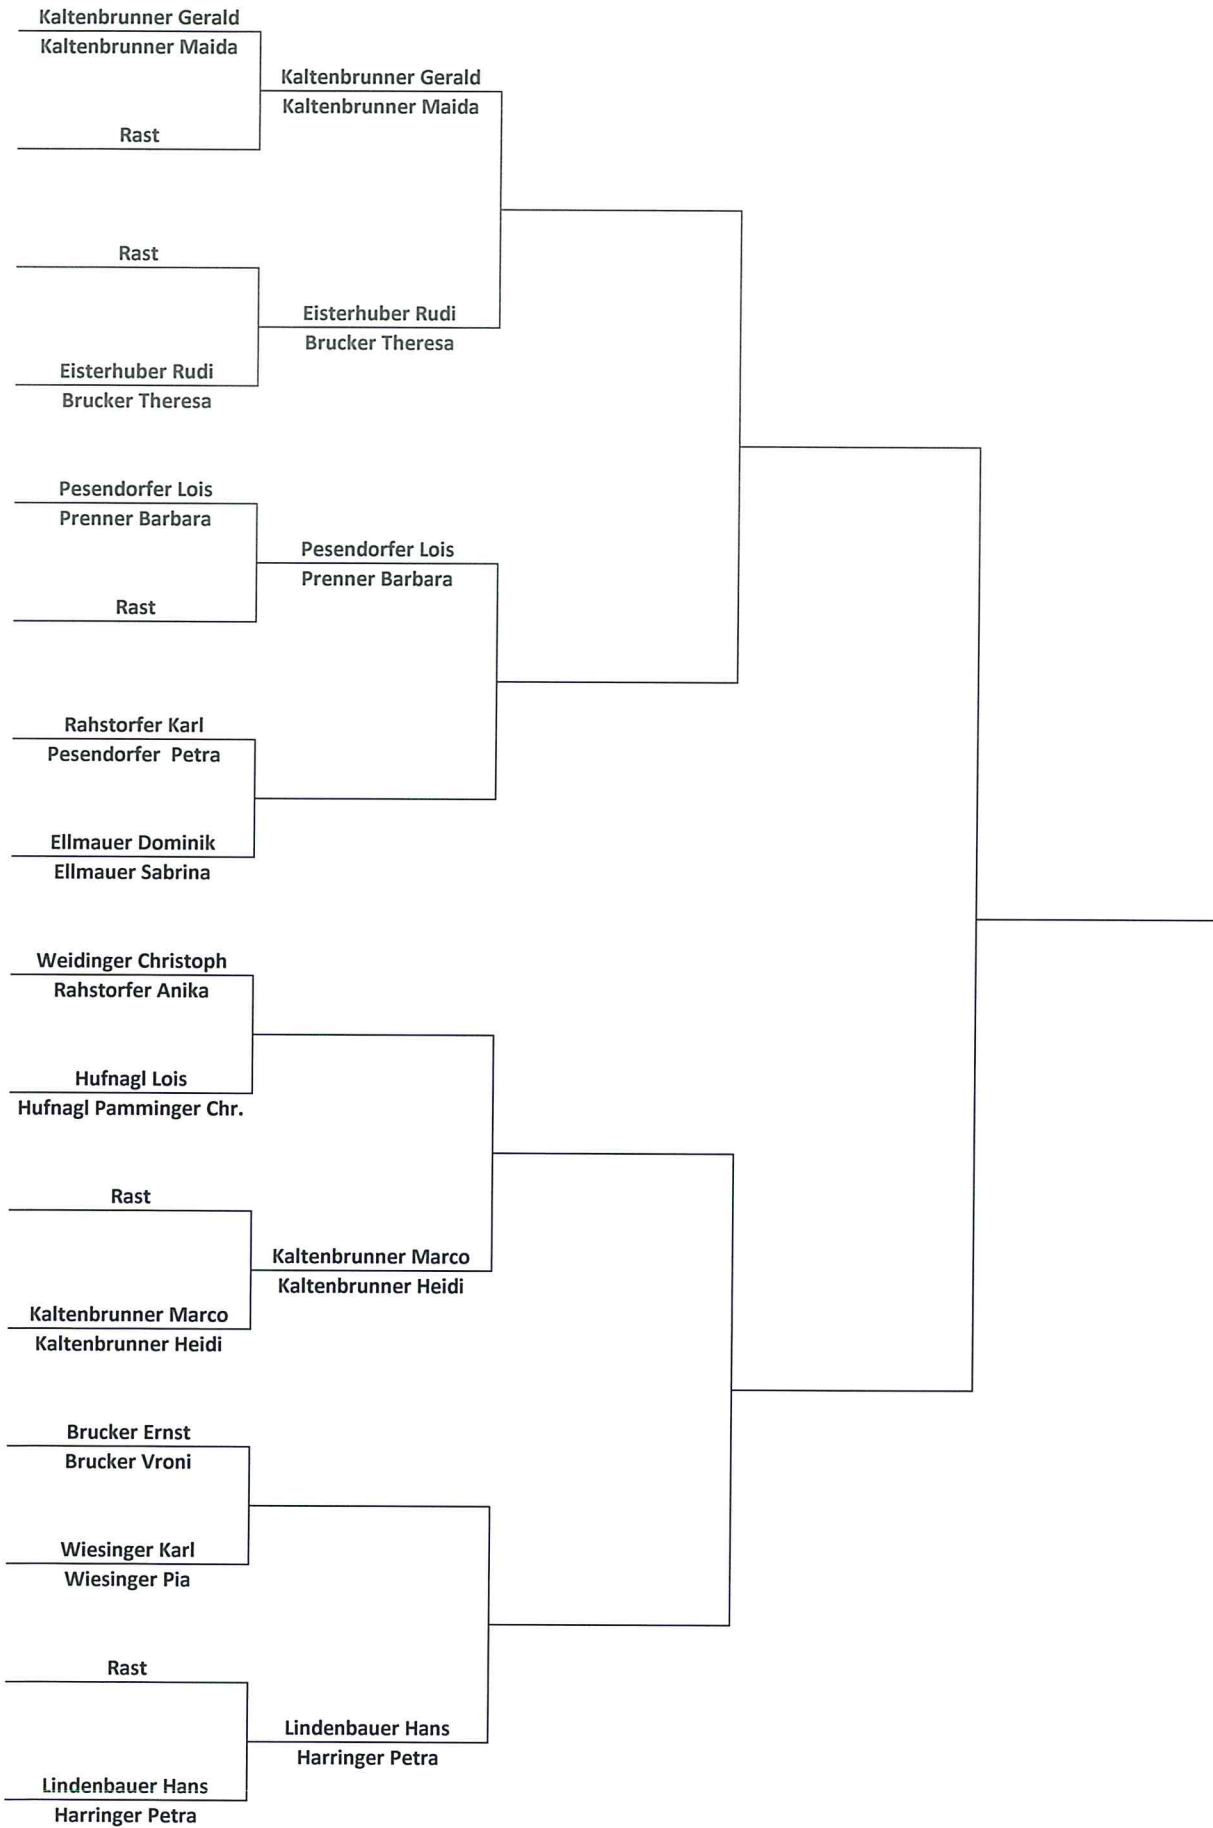 Kaltenbrunner Gerald
Kaltenbrunner Maida
Kaltenbrunner Gerald
Kaltenbrunner Maida
Rast
Rast
Eisterhuber Rudi
Brucker Theresa
Eisterhuber Rudi
Brucker Theresa
Pesendorfer Lois
Prenner Barbara
Pesendorfer Lois
Prenner Barbara
Rast
Rahstorfer Karl
Pesendorfer  Petra
Ellmauer Dominik
Ellmauer Sabrina
Weidinger Christoph
Rahstorfer Anika
Hufnagl Lois
Hufnagl Pamminger Chr.
Rast
Kaltenbrunner Marco
Kaltenbrunner Heidi
Kaltenbrunner Marco
Kaltenbrunner Heidi
Brucker Ernst
Brucker Vroni
Wiesinger Karl
Wiesinger Pia
Rast
Lindenbauer Hans
Harringer Petra
Lindenbauer Hans
Harringer Petra